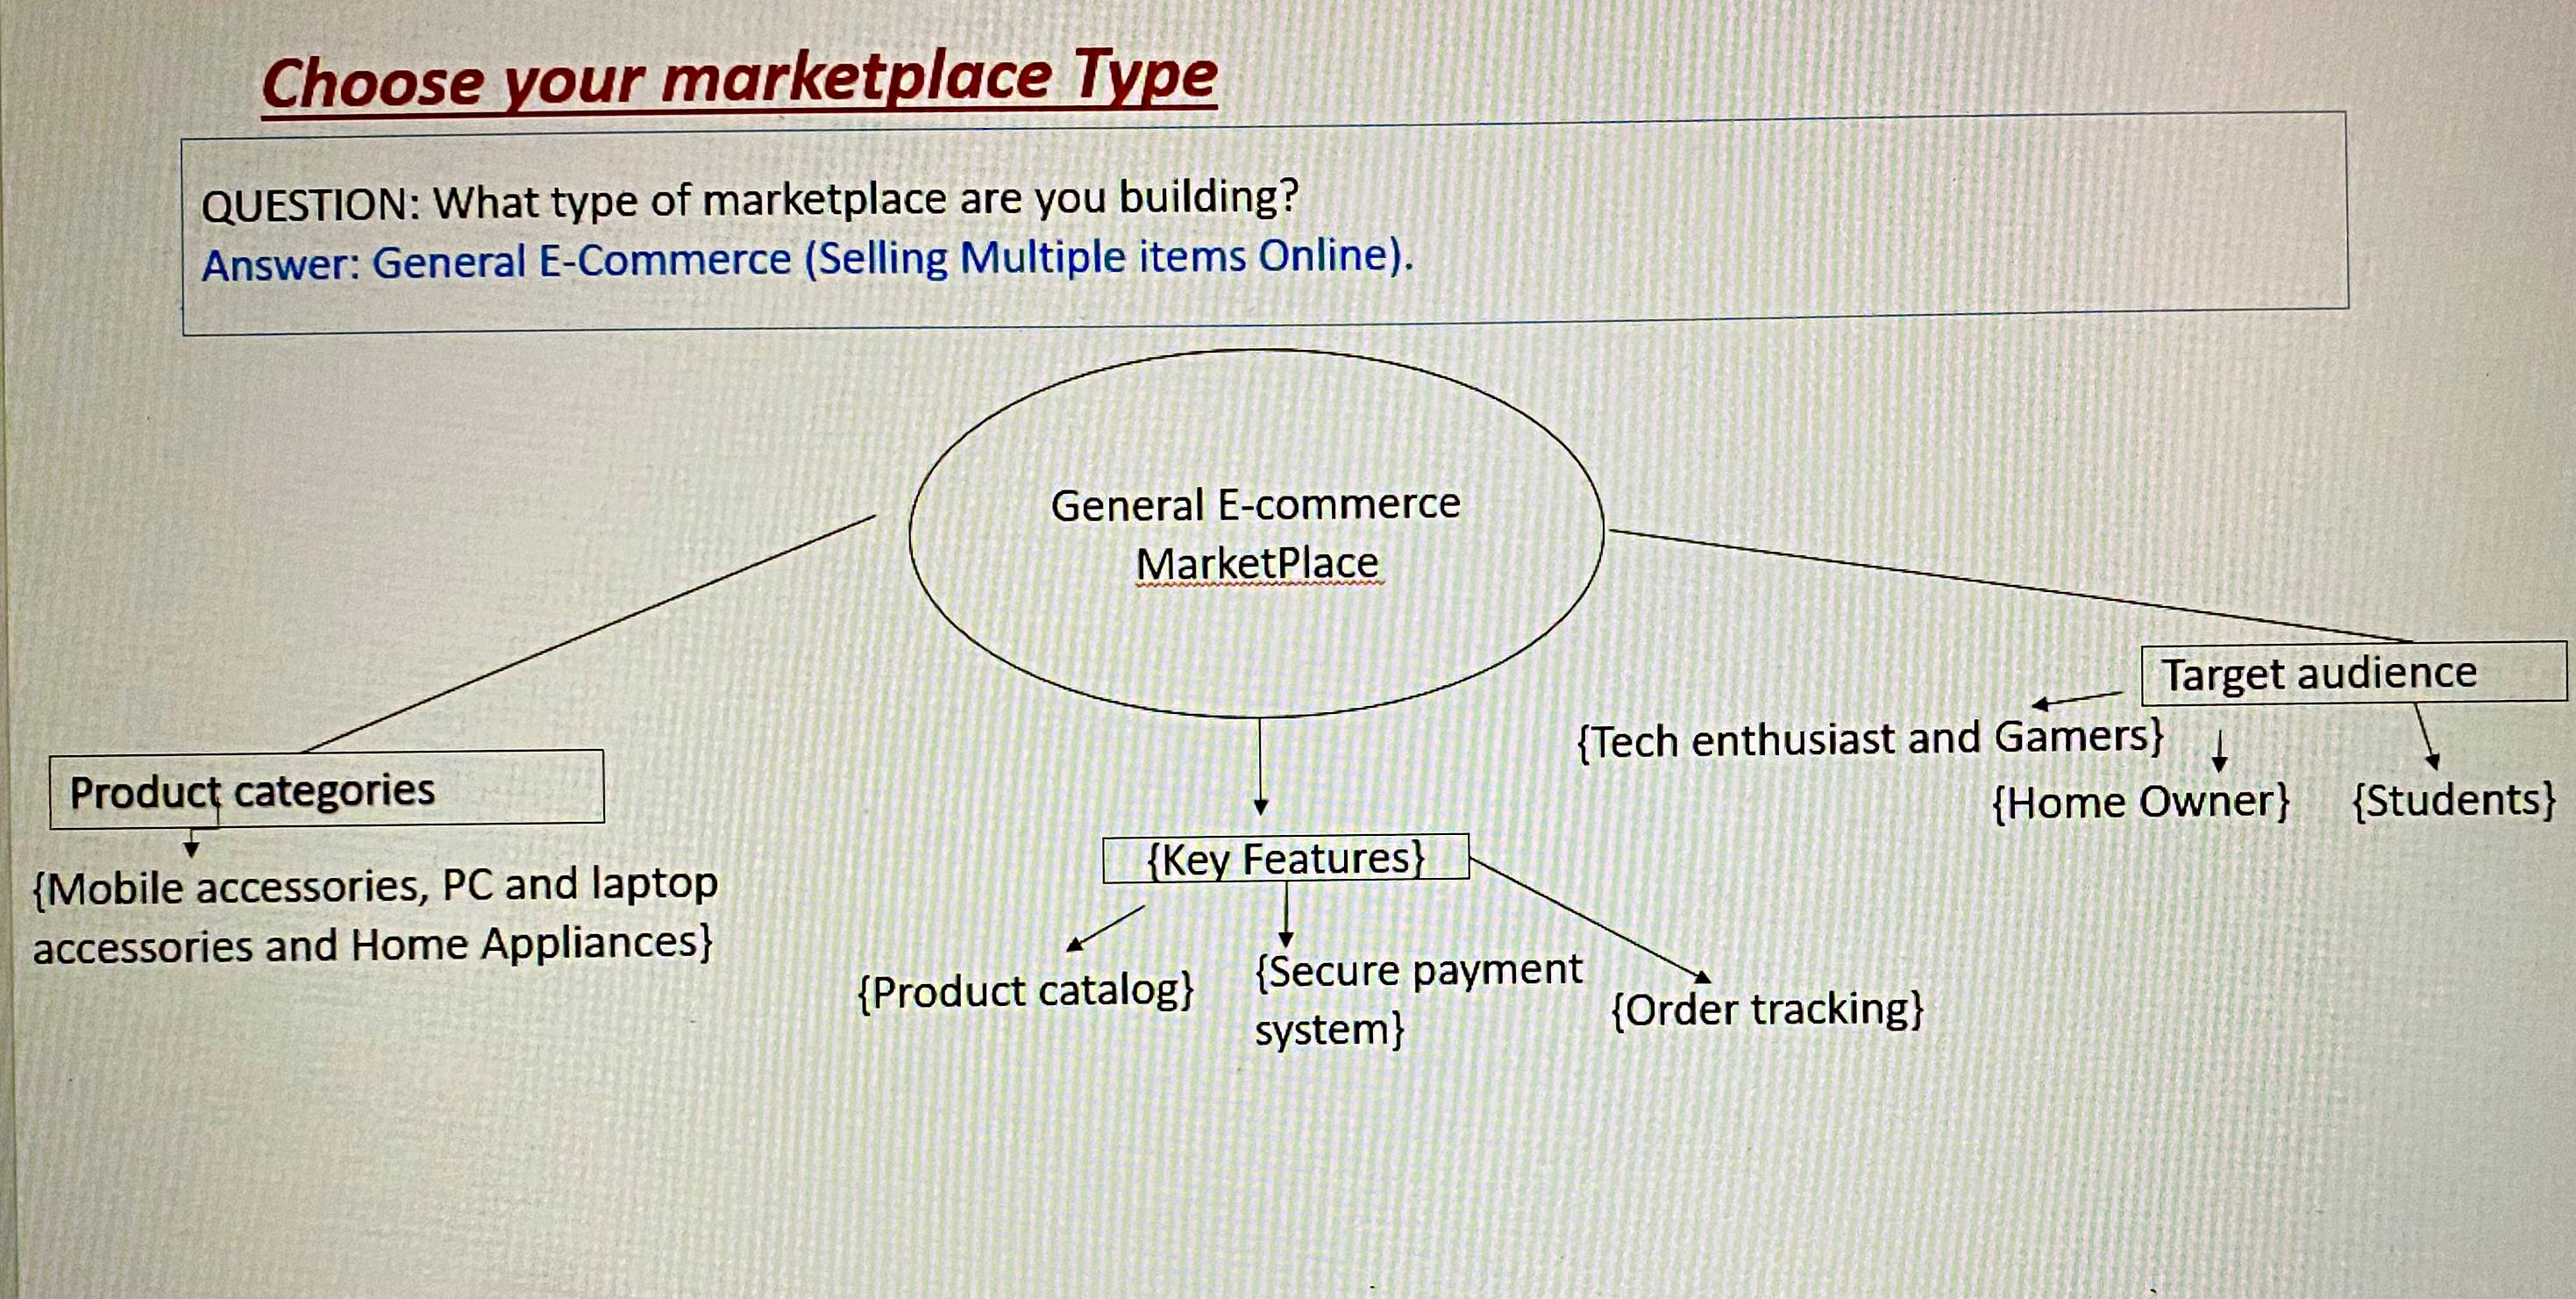 Choose your marketplace Type
QUESTION: What type of marketplace are you building?
Answer: General E-Commerce (Selling Multiple items Online).
General E-commerce
MarketPlace
Product categories
{Mobile accessories, PC and laptop
accessories and Home Appliances}
{Key Features}
{Product catalog}
{Secure payment
system}
{Order tracking}
Target audience
{Tech enthusiast and Gamers}
{Home Owner}
{Students}